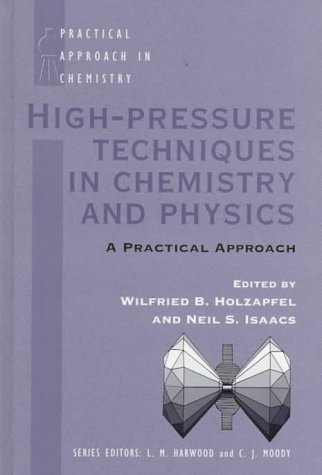 PRACTICAL
APPROACH IN
CHEMISTRY
HIGH-PRESSURE
TECHNIQUES
IN CHEMISTRY
AND PHYSICS
A PRACTICAL APPROACH
EDITED BY
WILFRIED B. HOLZAPFEL
AND NEIL S. ISAACS
SERIES EDITORS: L. M. HARWOOD and C. J. MOODY